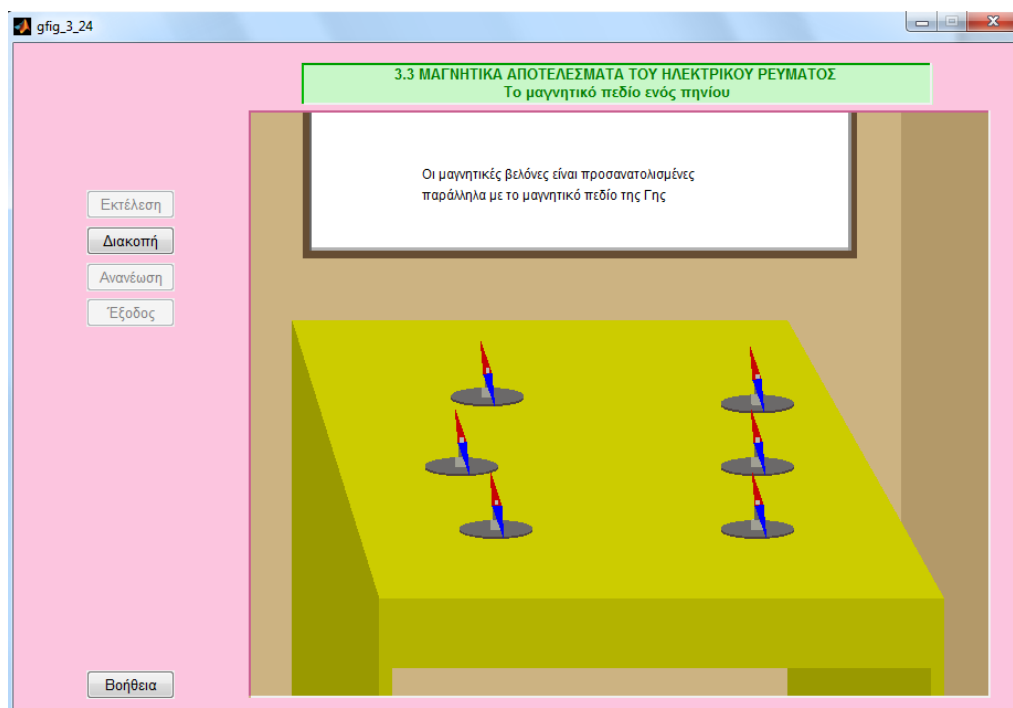 gfig_3_24
3.3 ΜΑΓΝΗΤΙΚΑ ΑΠΟΤΕΛΕΣΜΑΤΑ ΤΟΥ ΗΛΕΚΤΡΙΚΟΥ ΡΕΥΜΑΤΟΣ
Το μαγνητικό πεδίο ενός πηνίου
Οι μαγνητικές βελόνες είναι προσανατολισμένες
παράλληλα με το μαγνητικό πεδίο της Γης
Εκτέλεση
Διακοπή
Ανανέωση
Έξοδος
Βοήθεια